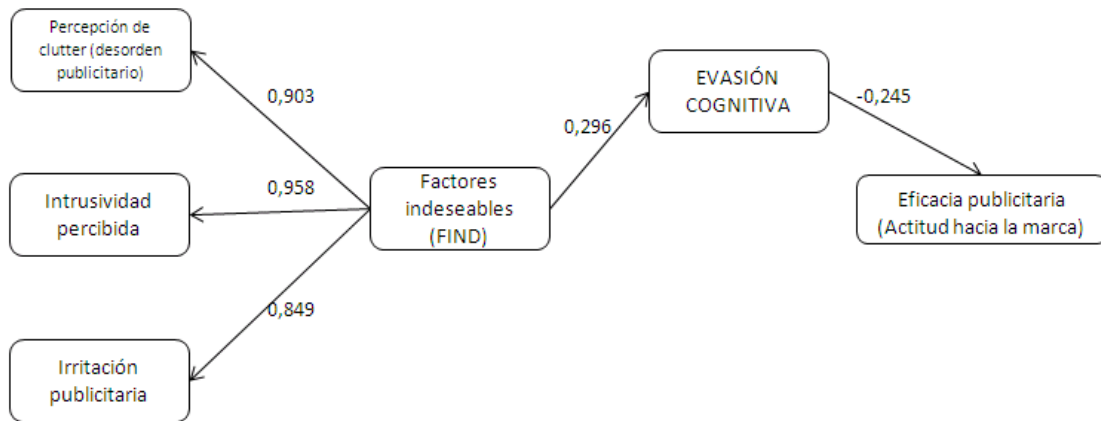 Percepción de
clutter (desorden
publicitario)
0,903
Intrusividad
percibida
0,958
Irritación
publicitaria
0,849
Factores
indeseables
(FIND)
0,296
EVASIÓN
COGNITIVA
-0,245
Eficacia publicitaria
(Actitud hacia la marca)